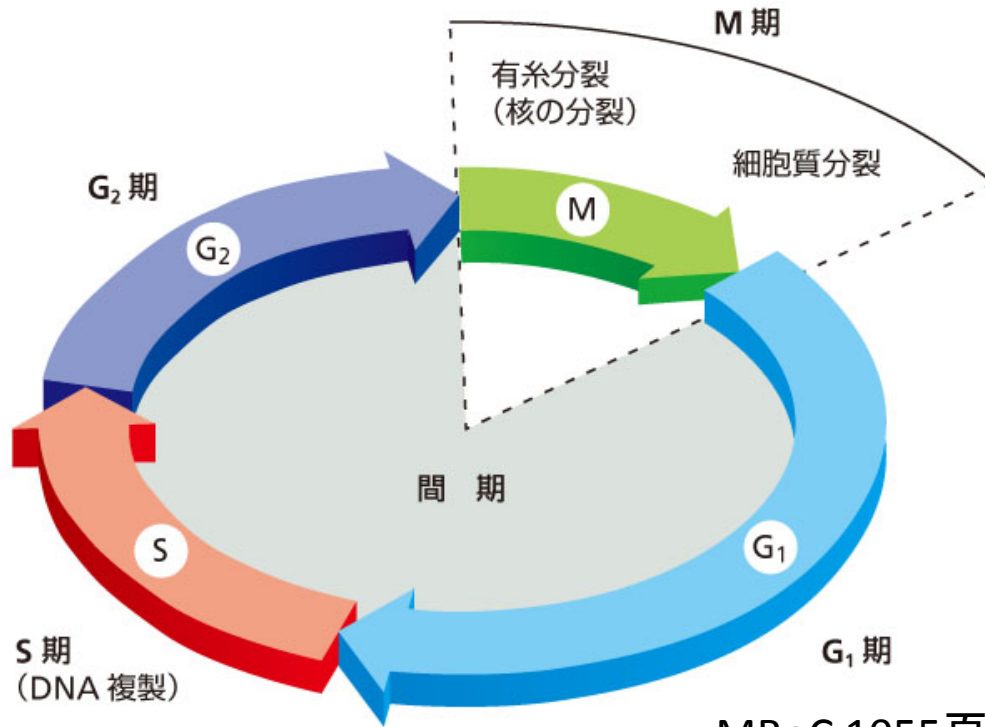 M 期
有糸分裂
（核の分裂）
細胞質分裂
G₂ 期
G₂
M
間 期
S
G₁
S 期
（DNA 複製）
G₁ 期